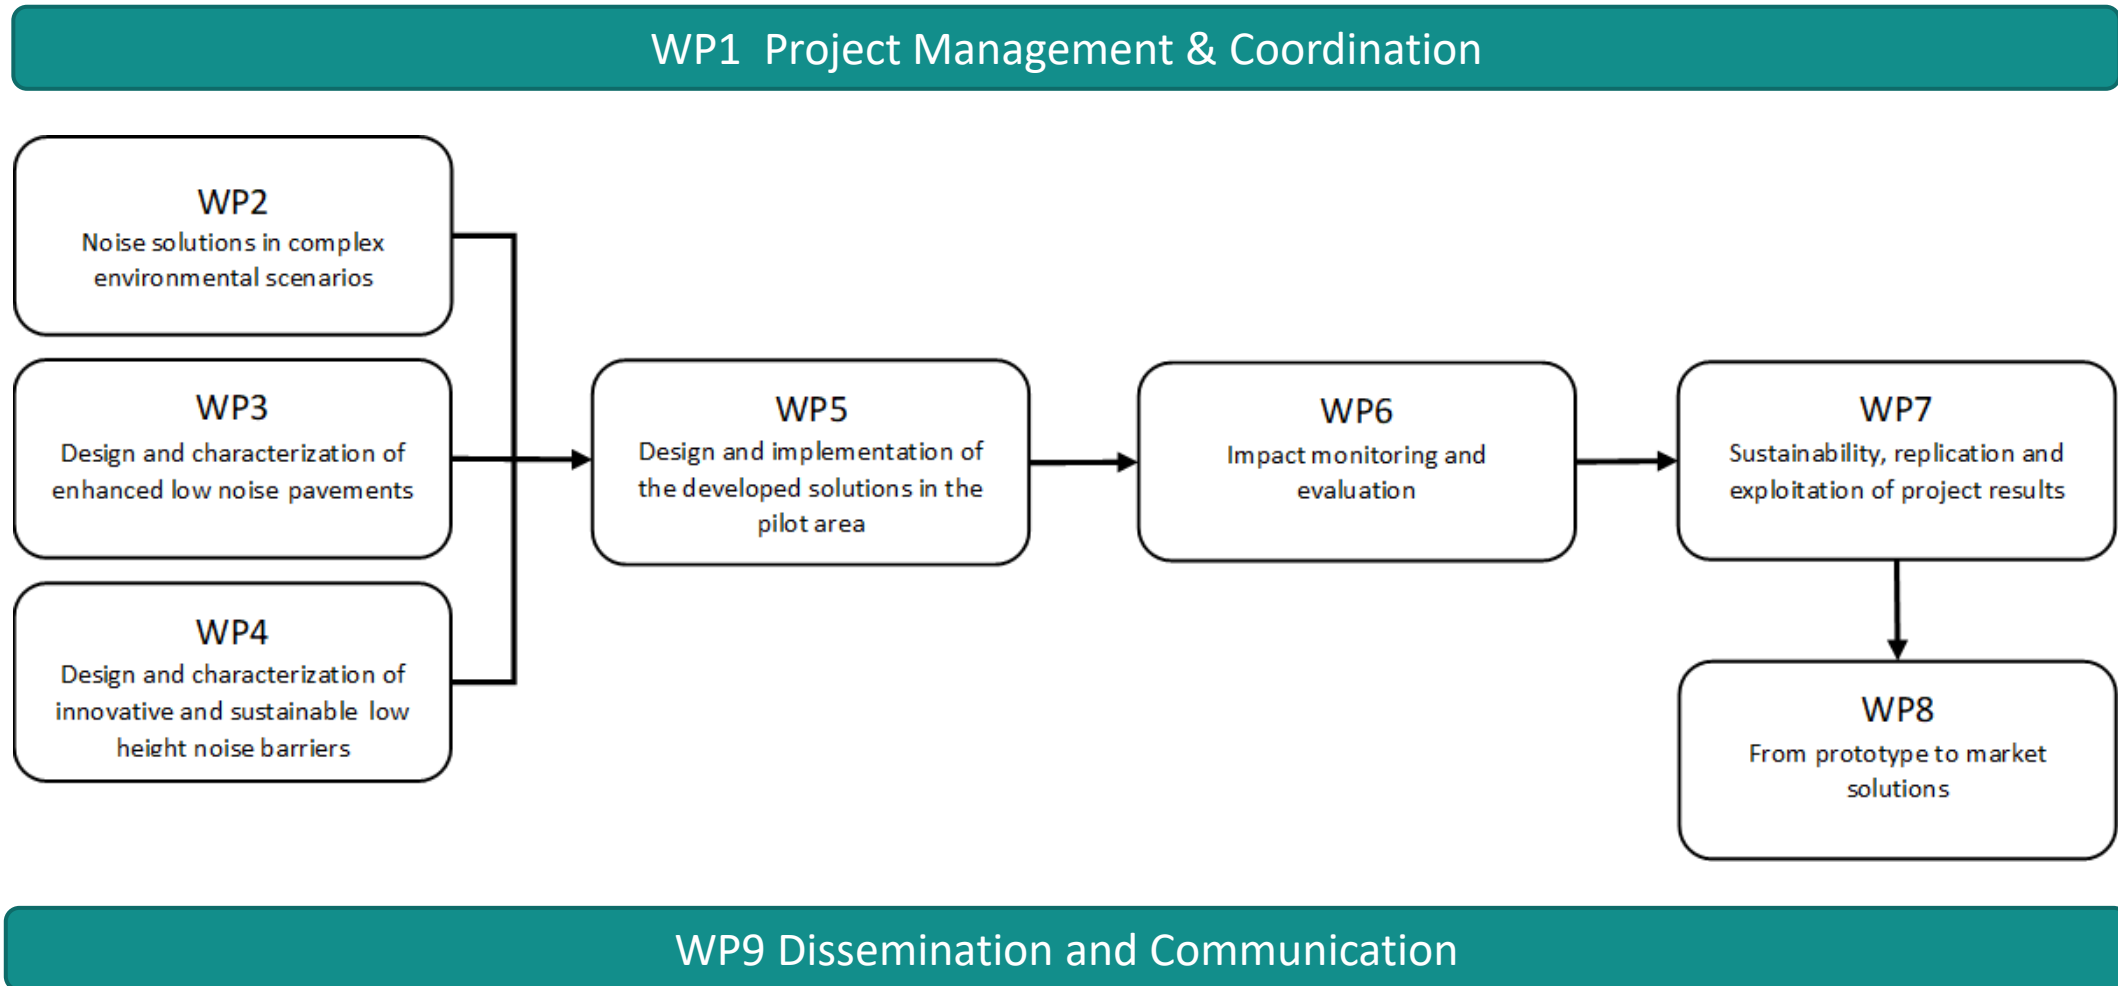 WP1  Project Management & Coordination
WP2
Noise solutions in complex
environmental scenarios
WP3
Design and characterization of
enhanced low noise pavements
WP4
Design and characterization of
innovative and sustainable low
height noise barriers
WP5
Design and implementation of
the developed solutions in the
pilot area
WP6
Impact monitoring and
evaluation
WP7
Sustainability, replication and
exploitation of project results
WP8
From prototype to market
solutions
WP9 Dissemination and Communication